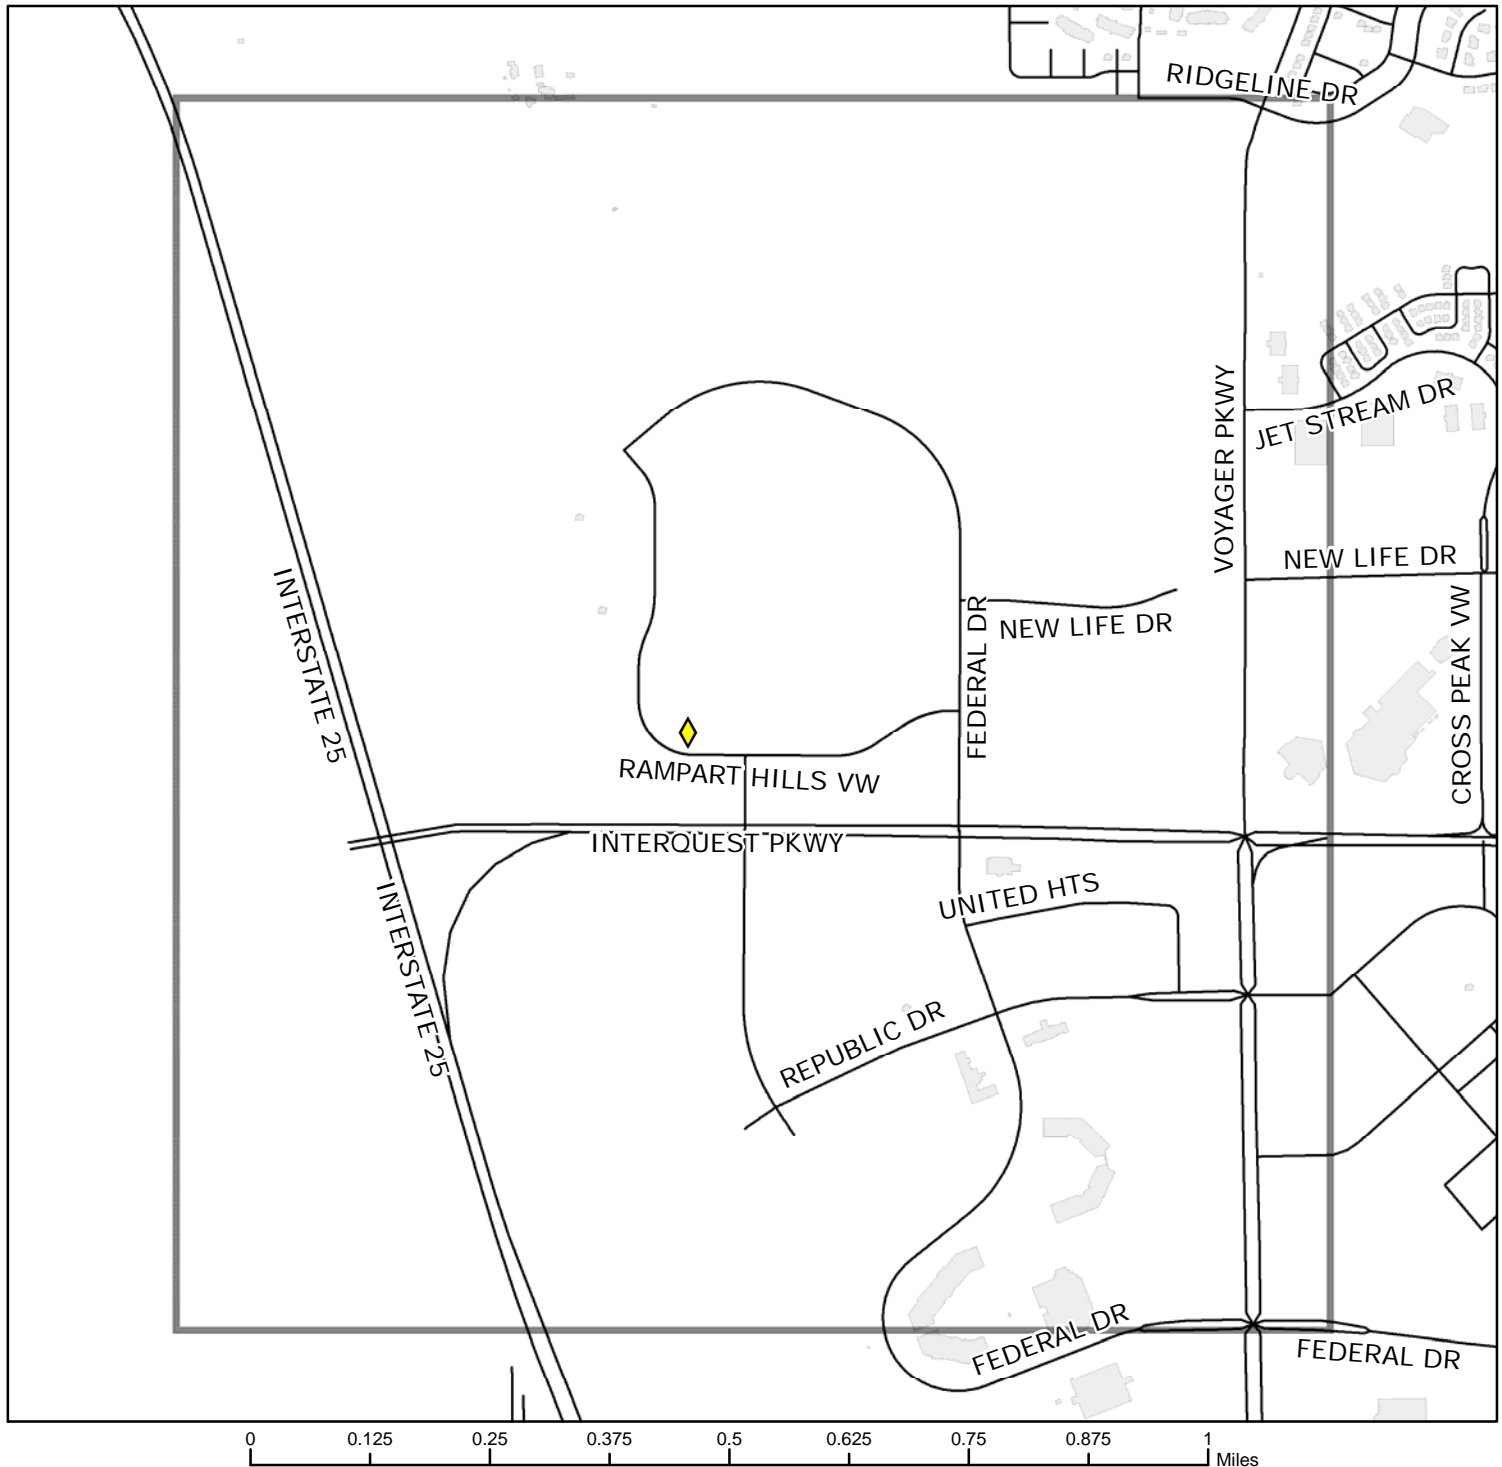 RIDGELINE DR
VOYAGER PKWY
JET STREAM DR
NEW LIFE DR
INTERSTATE 25
FEDERAL DR
NEW LIFE DR
CROSS PEAK VW
RAMPART HILLS VW
INTERQUEST PKWY
UNITED HTS
INTERSTATE 25
REPUBLIC DR
FEDERAL DR
FEDERAL DR
0 0.125 0.25 0.375 0.5 0.625 0.75 0.875 1
Miles